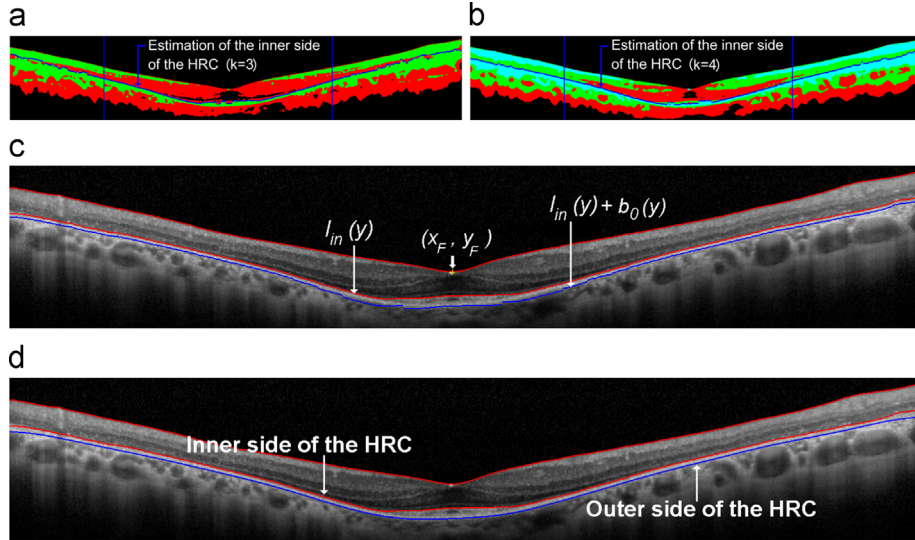 a
b
Estimation of the inner side
of the HRC (k=3)
Estimation of the inner side
of the HRC (k=4)
c
I_in (y)
(x_F , y_F)
I_in (y) + b_0 (y)
d
Inner side of the HRC
Outer side of the HRC